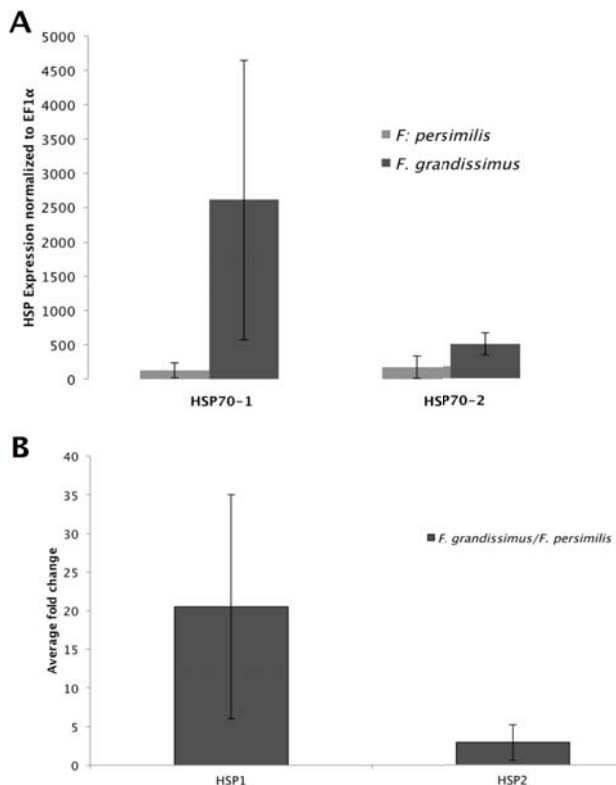 A
HSP Expression normalized to EF1α
5000
4500
4000
3500
3000
2500
2000
1500
1000
500
0
F: persimilis
F. grandissimus
HSP70-1 HSP70-2
B
Average fold change
40
35
30
25
20
15
10
5
0
F. grandissimus/F. persimilis
HSP1 HSP2